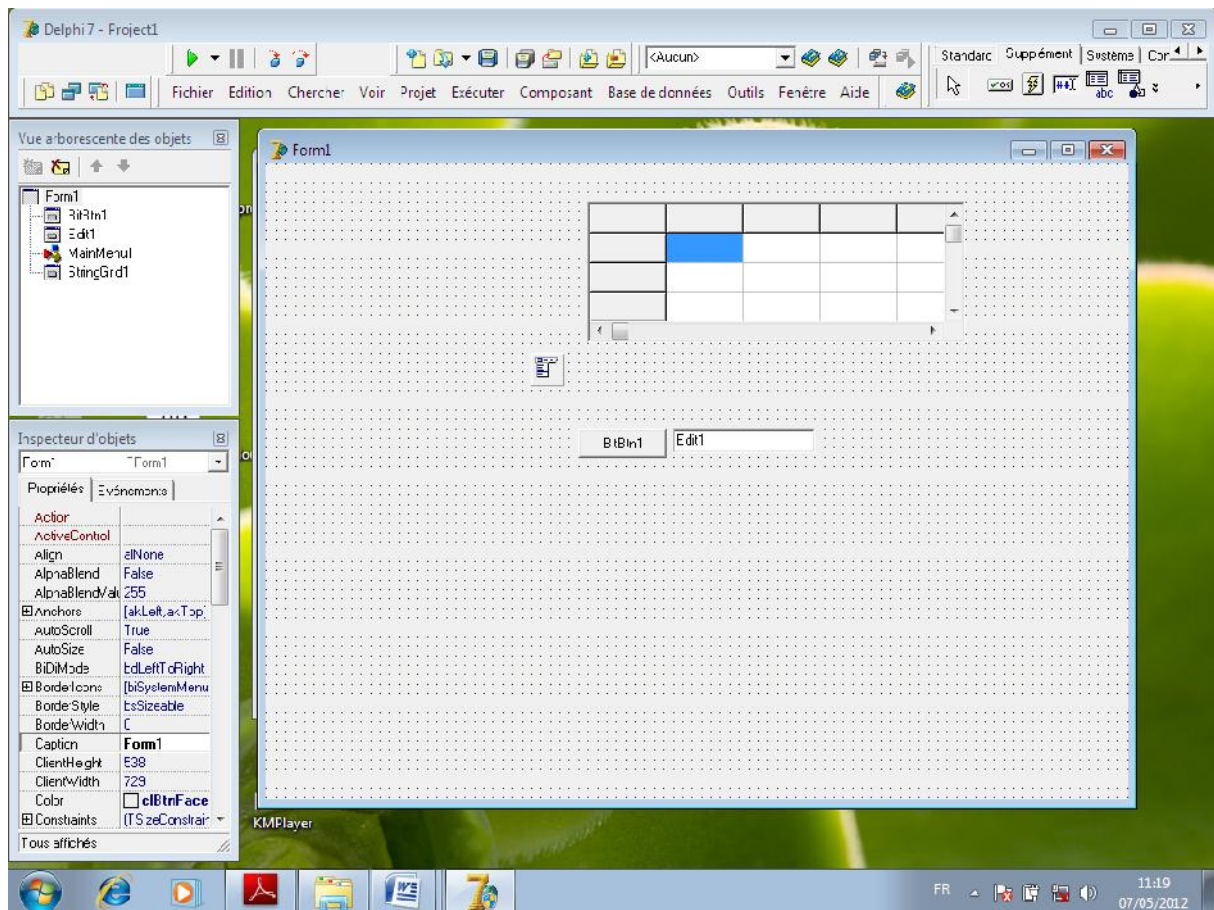 Delphi 7 - Project1
<Aucun>
Standard Supplément Système
Fichier Edition Chercher Voir Projet Exécuter Composant Base de données Outils Fenêtre Aide
abc
Vue arborescente des objets
Form1
BitBtn1
Edit1
MainMenu1
StringGrid1
Form1
BitBtn1 Edit1
Inspecteur d'objets
Form1 TForm1
Propriétés Evénements
Action
ActiveControl
Align alNone
AlphaBlend False
AlphaBlendValu 255
Anchors [akLeft,akTop]
AutoScroll True
AutoSize False
BiDiMode bdLeftToRight
BorderIcons [biSystemMenu
BorderStyle bsSizeable
BorderWidth 0
Caption Form1
ClientHeight 538
ClientWidth 729
Color clBtnFace
Constraints (TSizeConstrair
Tous affichés
KMPlayer
FR 11:19
07/05/2012